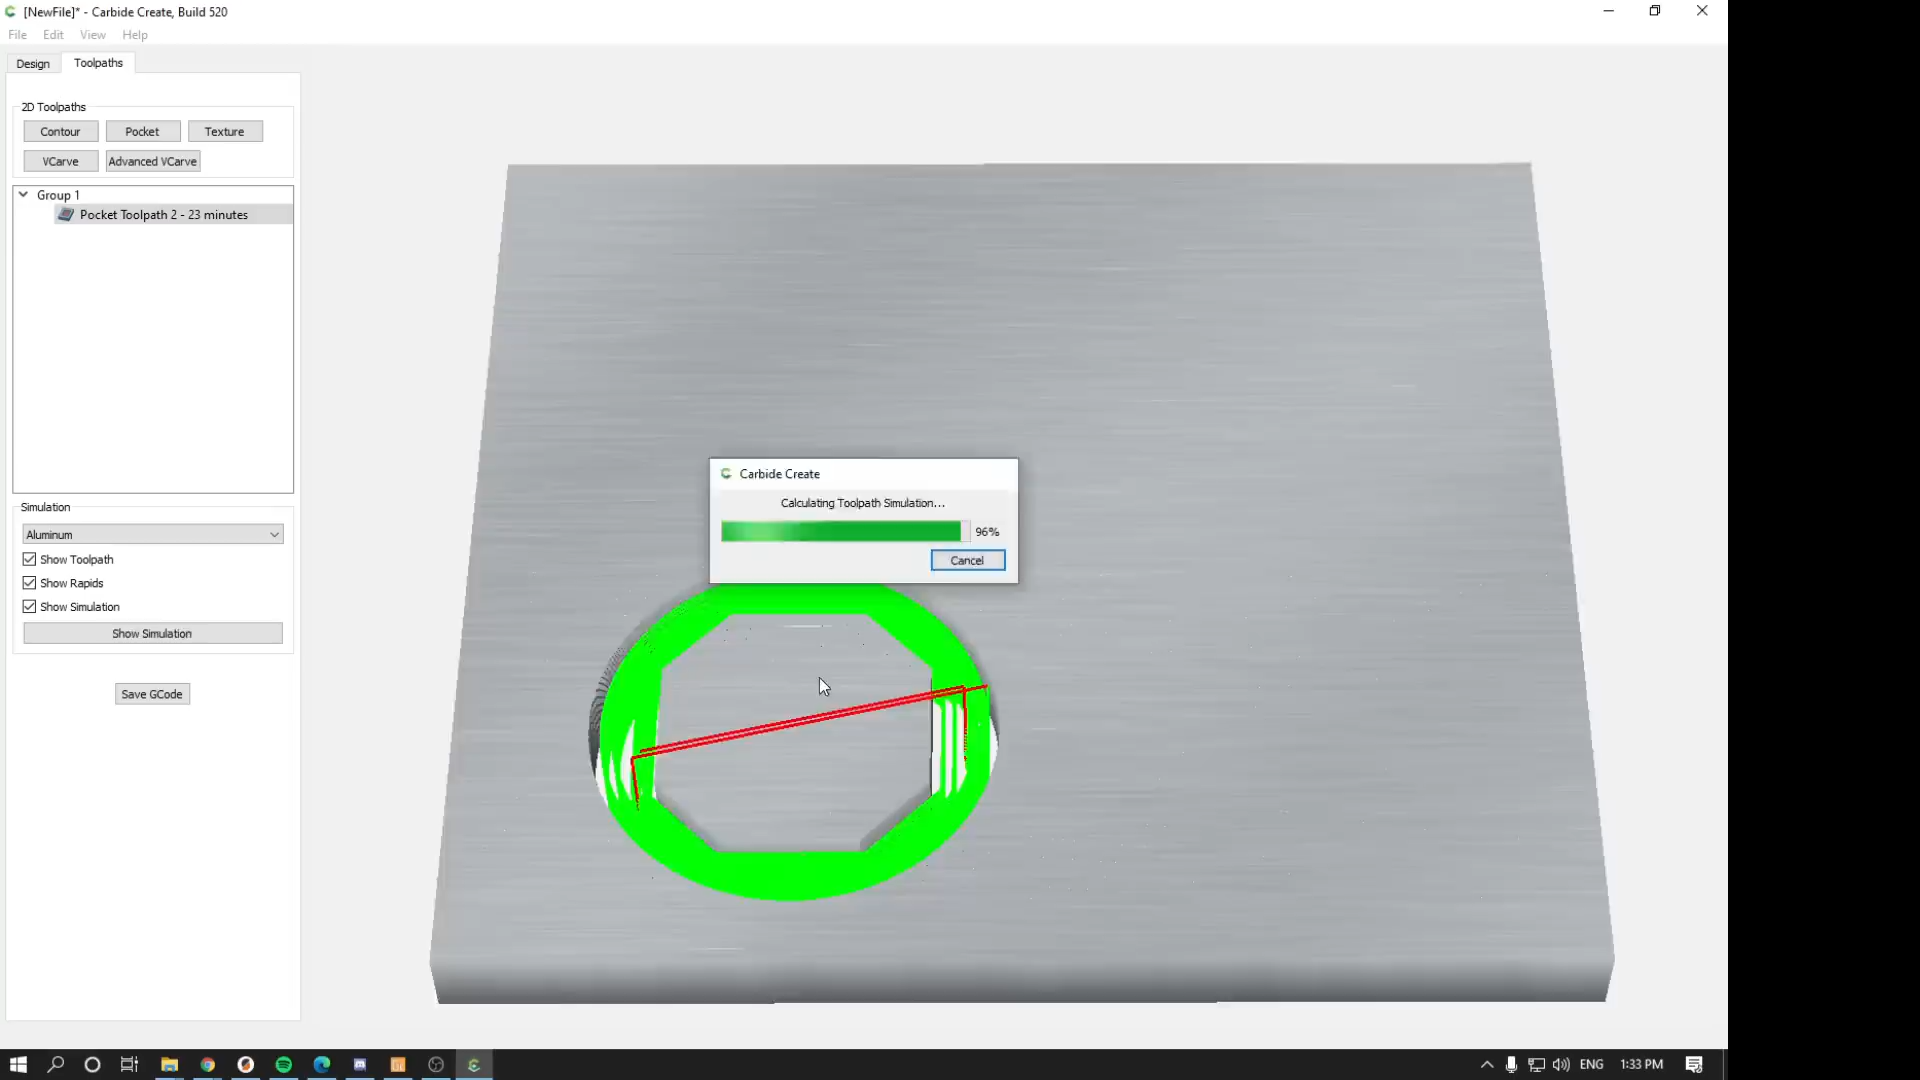 [NewFile]* - Carbide Create, Build 520
File Edit View Help
Design Toolpaths
2D Toolpaths
Contour Pocket Texture
VCarve Advanced VCarve
Group 1
Pocket Toolpath 2 - 23 minutes
Carbide Create
Calculating Toolpath Simulation...
96%
Cancel
Simulation
Aluminum
Show Toolpath
Show Rapids
Show Simulation
Show Simulation
Save GCode
ENG 1:33 PM